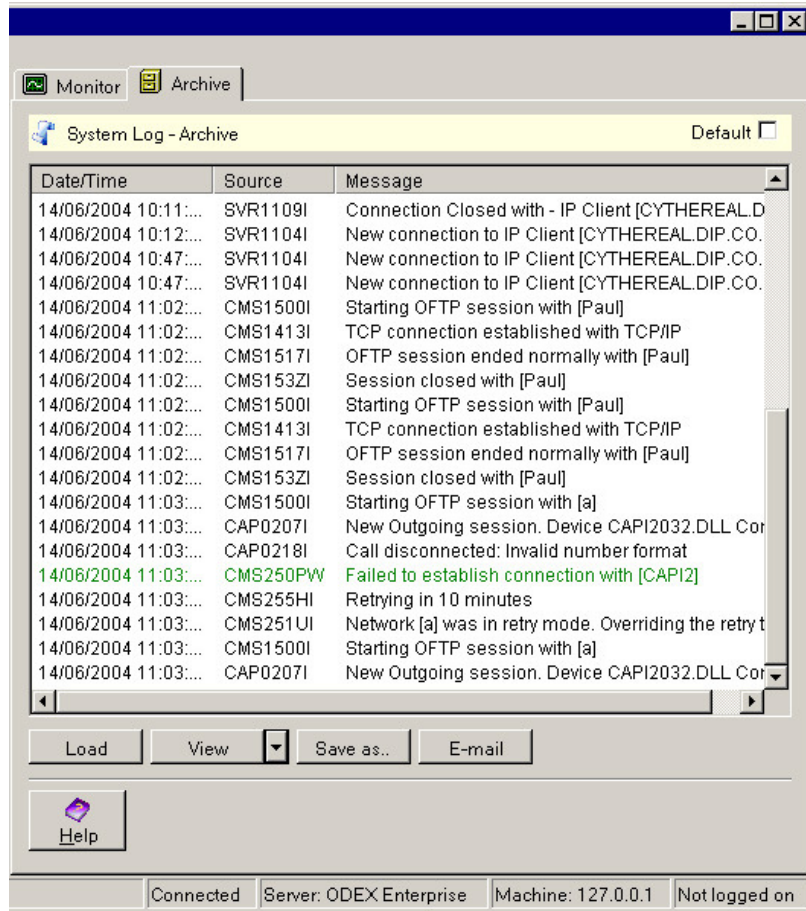 Monitor Archive
System Log - Archive Default
Date/Time Source Message
14/06/2004 10:11:... SVR1109I Connection Closed with - IP Client [CYTHEREAL.D
14/06/2004 10:12:... SVR1104I New connection to IP Client [CYTHEREAL.DIP.CO.
14/06/2004 10:47:... SVR1104I New connection to IP Client [CYTHEREAL.DIP.CO.
14/06/2004 10:47:... SVR1104I New connection to IP Client [CYTHEREAL.DIP.CO.
14/06/2004 11:02:... CMS1500I Starting OFTP session with [Paul]
14/06/2004 11:02:... CMS1413I TCP connection established with TCP/IP
14/06/2004 11:02:... CMS1517I OFTP session ended normally with [Paul]
14/06/2004 11:02:... CMS153ZI Session closed with [Paul]
14/06/2004 11:02:... CMS1500I Starting OFTP session with [Paul]
14/06/2004 11:02:... CMS1413I TCP connection established with TCP/IP
14/06/2004 11:02:... CMS1517I OFTP session ended normally with [Paul]
14/06/2004 11:02:... CMS153ZI Session closed with [Paul]
14/06/2004 11:03:... CMS1500I Starting OFTP session with [a]
14/06/2004 11:03:... CAP0207I New Outgoing session. Device CAPI2032.DLL Cor
14/06/2004 11:03:... CAP0218I Call disconnected: Invalid number format
14/06/2004 11:03:... CMS250PW Failed to establish connection with [CAPI2]
14/06/2004 11:03:... CMS255HI Retrying in 10 minutes
14/06/2004 11:03:... CMS251UI Network [a] was in retry mode. Overriding the retry t
14/06/2004 11:03:... CMS1500I Starting OFTP session with [a]
14/06/2004 11:03:... CAP0207I New Outgoing session. Device CAPI2032.DLL Cor
Load View Save as.. E-mail
Help
Connected Server: ODEX Enterprise Machine: 127.0.0.1 Not logged on